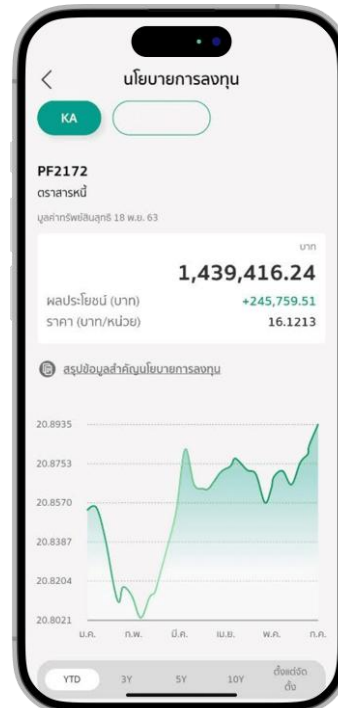 นโยบายการลงทุน
KA
PF2172
ตราสารหนี้
มูลค่าทรัพย์สินสุทธิ 18 พ.ย. 63
บาท
1,439,416.24
ผลประโยชน์ (บาท) +245,759.51
ราคา (บาท/หน่วย) 16.1213
สรุปข้อมูลสำคัญนโยบายการลงทุน
20.8935
20.8753
20.8570
20.8387
20.8204
20.8021
ม.ค. ก.พ. มี.ค. เม.ย. พ.ค. ก.ค.
YTD 3Y 5Y 10Y ตั้งแต่จัดตั้ง